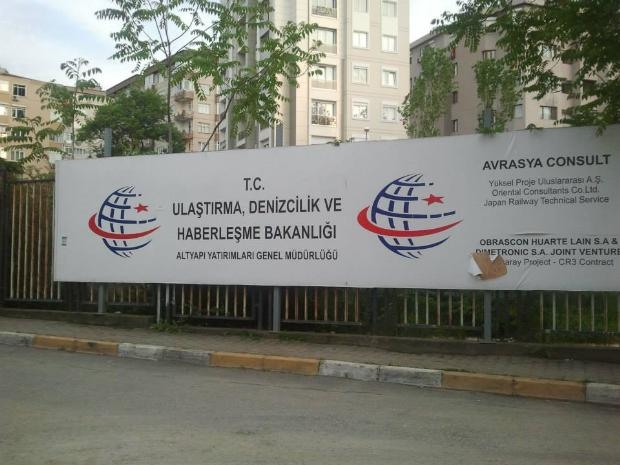 T.C.
ULAŞTIRMA, DENİZCİLİK VE
HABERLEŞME BAKANLIĞI
ALTYAPI YATIRIMLARI GENEL MÜDÜRLÜĞÜ
AVRASYA CONSULT
Yüksel Proje Uluslararası A.Ş.
Oriental Consultants Co.Ltd.
Japan Railway Technical Service
OBRASCON HUARTE LAIN S.A &
DIMETRONIC S.A. JOINT VENTURE
Project - CR3 Contract